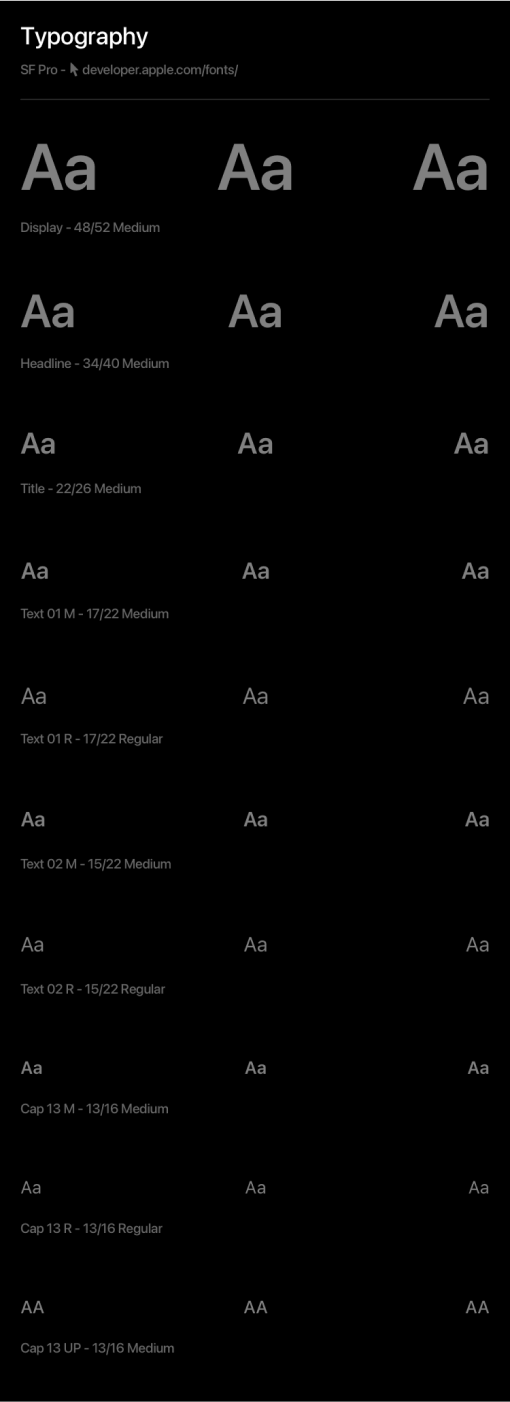 Typography
SF Pro - developer.apple.com/fonts/
Aa Aa Aa
Display - 48/52 Medium
Aa Aa Aa
Headline - 34/40 Medium
Aa Aa Aa
Title - 22/26 Medium
Aa Aa Aa
Text 01 M - 17/22 Medium
Aa Aa Aa
Text 01 R - 17/22 Regular
Aa Aa Aa
Text 02 M - 15/22 Medium
Aa Aa Aa
Text 02 R - 15/22 Regular
Aa Aa Aa
Cap 13 M - 13/16 Medium
Aa Aa Aa
Cap 13 R - 13/16 Regular
AA AA AA
Cap 13 UP - 13/16 Medium